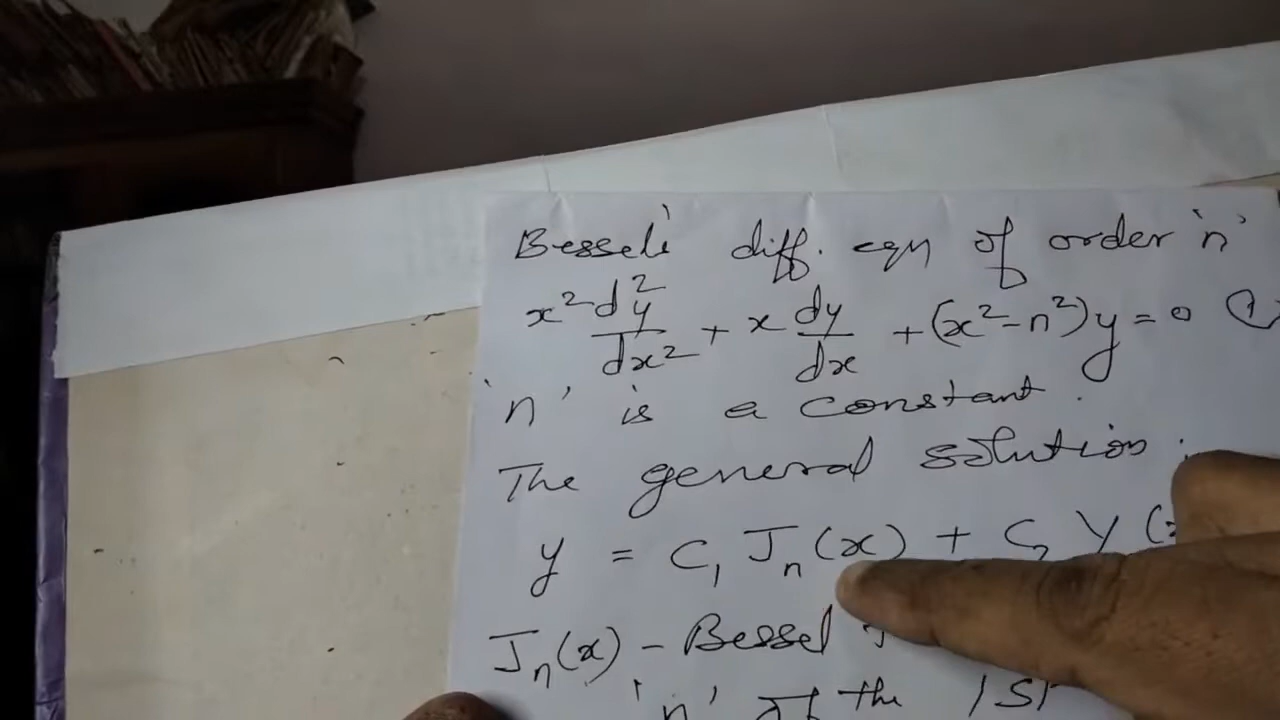 Bessel's diff. eqn of order 'n'
x² d²y/dx² + x dy/dx + (x² - n²)y = 0 ①
'n' is a constant.
The general solution
y = C₁ Jₙ(x) + C₂ Y (x
Jₙ(x) - Bessel
'n' of the 1st